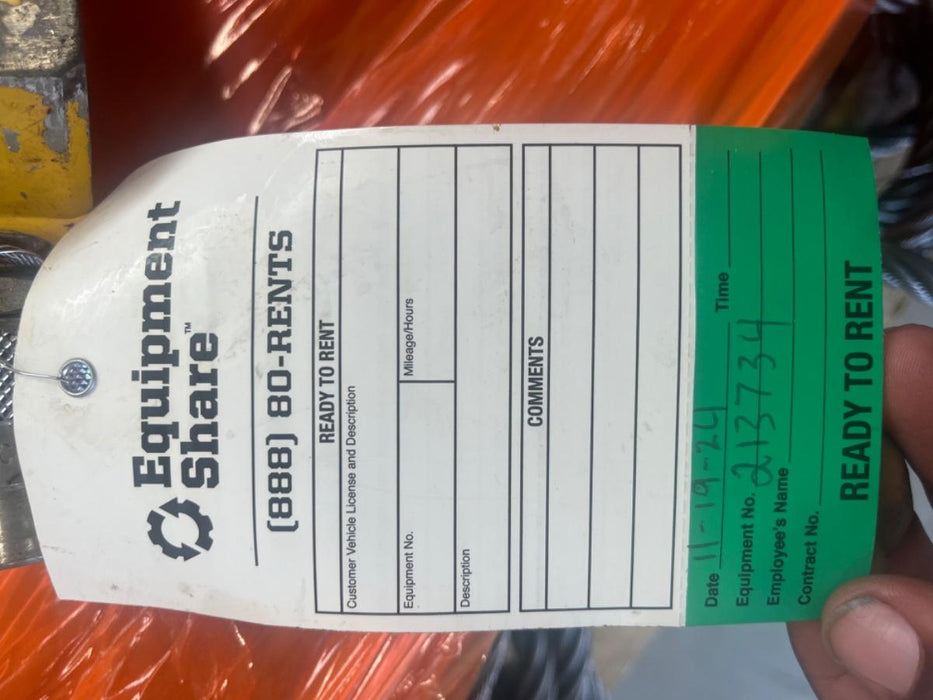 Equipment
Share™
(888) 80-RENTS
READY TO RENT
Customer Vehicle License and Description
Equipment No.
Mileage/Hours
Description
COMMENTS
Date 11-19-24 Time
Equipment No. 213734
Employee's Name
Contract No.
READY TO RENT